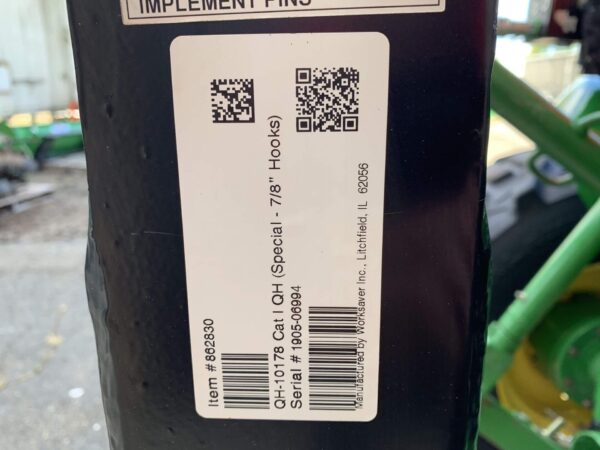 IMPLEMENT PINS
Item # 862830
QH-10178 Cat I QH (Special - 7/8" Hooks)
Serial # 1905-06994
Manufactured by Worksaver Inc., Litchfield, IL 62056